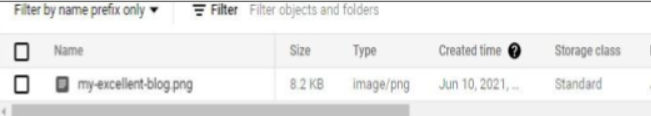 Filter by name prefix only Filter Filter objects and folders
Name Size Type Created time Storage class
my-excellent-blog.png 8.2 KB image/png Jun 10, 2021, ... Standard